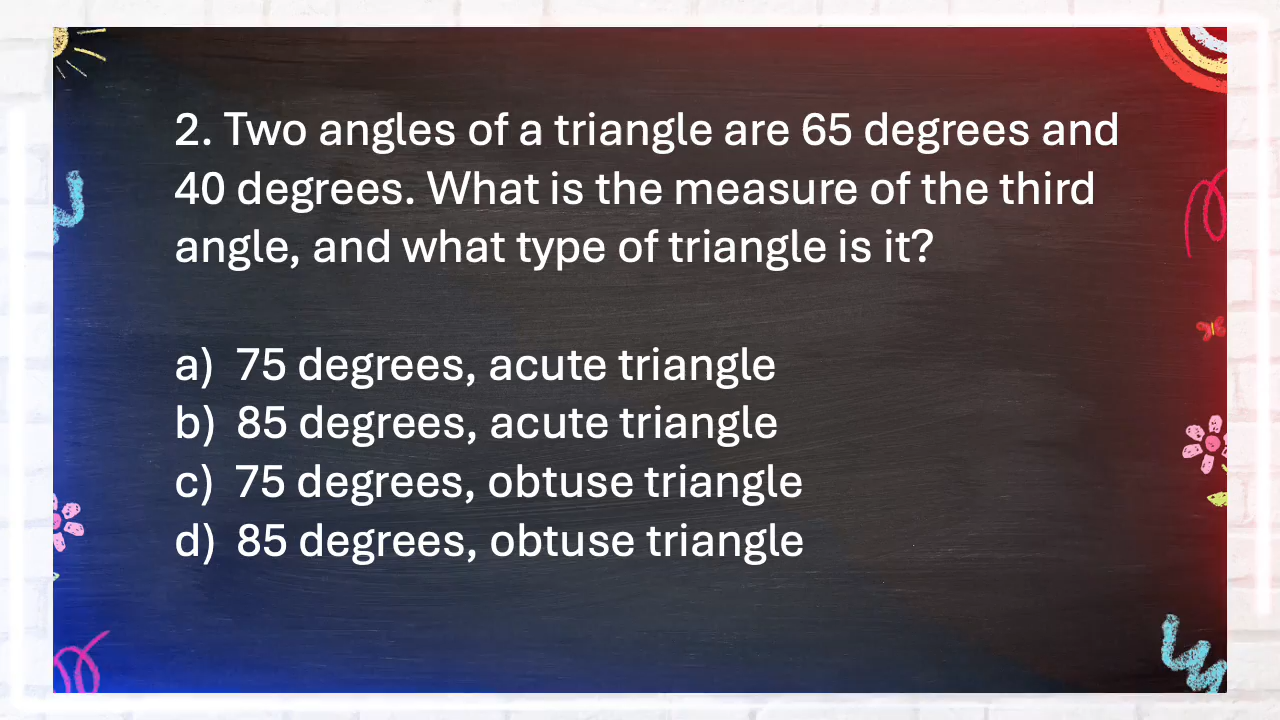 2. Two angles of a triangle are 65 degrees and
40 degrees. What is the measure of the third
angle, and what type of triangle is it?
a) 75 degrees, acute triangle
b) 85 degrees, acute triangle
c) 75 degrees, obtuse triangle
d) 85 degrees, obtuse triangle